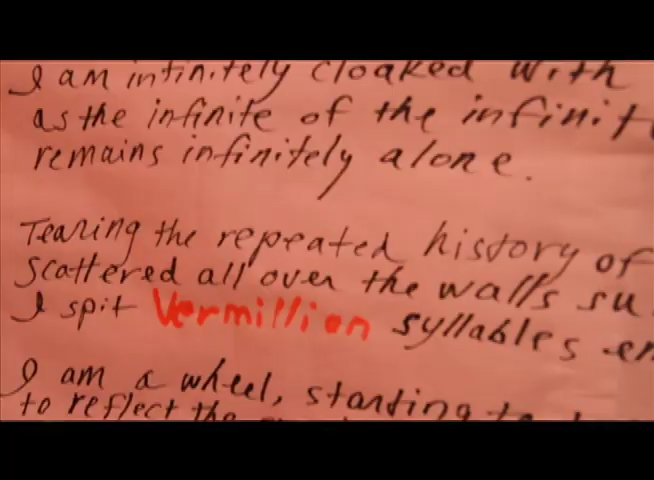 I am infinitely cloaked with
as the infinite of the
remains infinitely alone.
Tearing the repeated history of
scattered all over the walls
I spit Vermillion syllables
I am a wheel, starting
to reflect the